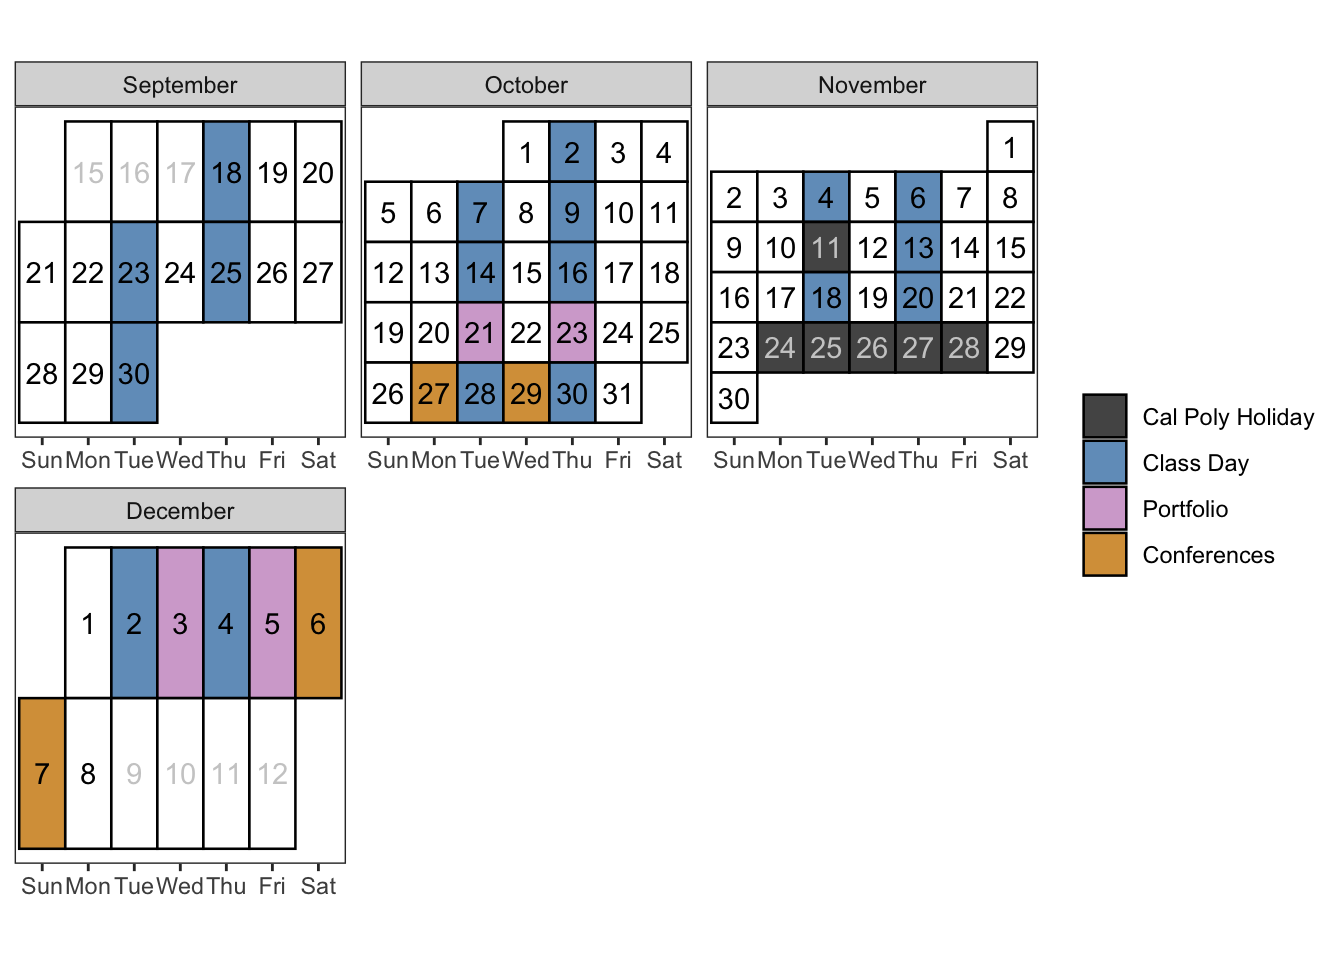 September
15 16 17 18 19 20
21 22 23 24 25 26 27
28 29 30
Sun Mon Tue Wed Thu Fri Sat
October
1 2 3 4
5 6 7 8 9 10 11
12 13 14 15 16 17 18
19 20 21 22 23 24 25
26 27 28 29 30 31
Sun Mon Tue Wed Thu Fri Sat
November
1
2 3 4 5 6 7 8
9 10 11 12 13 14 15
16 17 18 19 20 21 22
23 24 25 26 27 28 29
30
Sun Mon Tue Wed Thu Fri Sat
December
1 2 3 4 5 6
7 8 9 10 11 12
Sun Mon Tue Wed Thu Fri Sat
Cal Poly Holiday
Class Day
Portfolio
Conferences